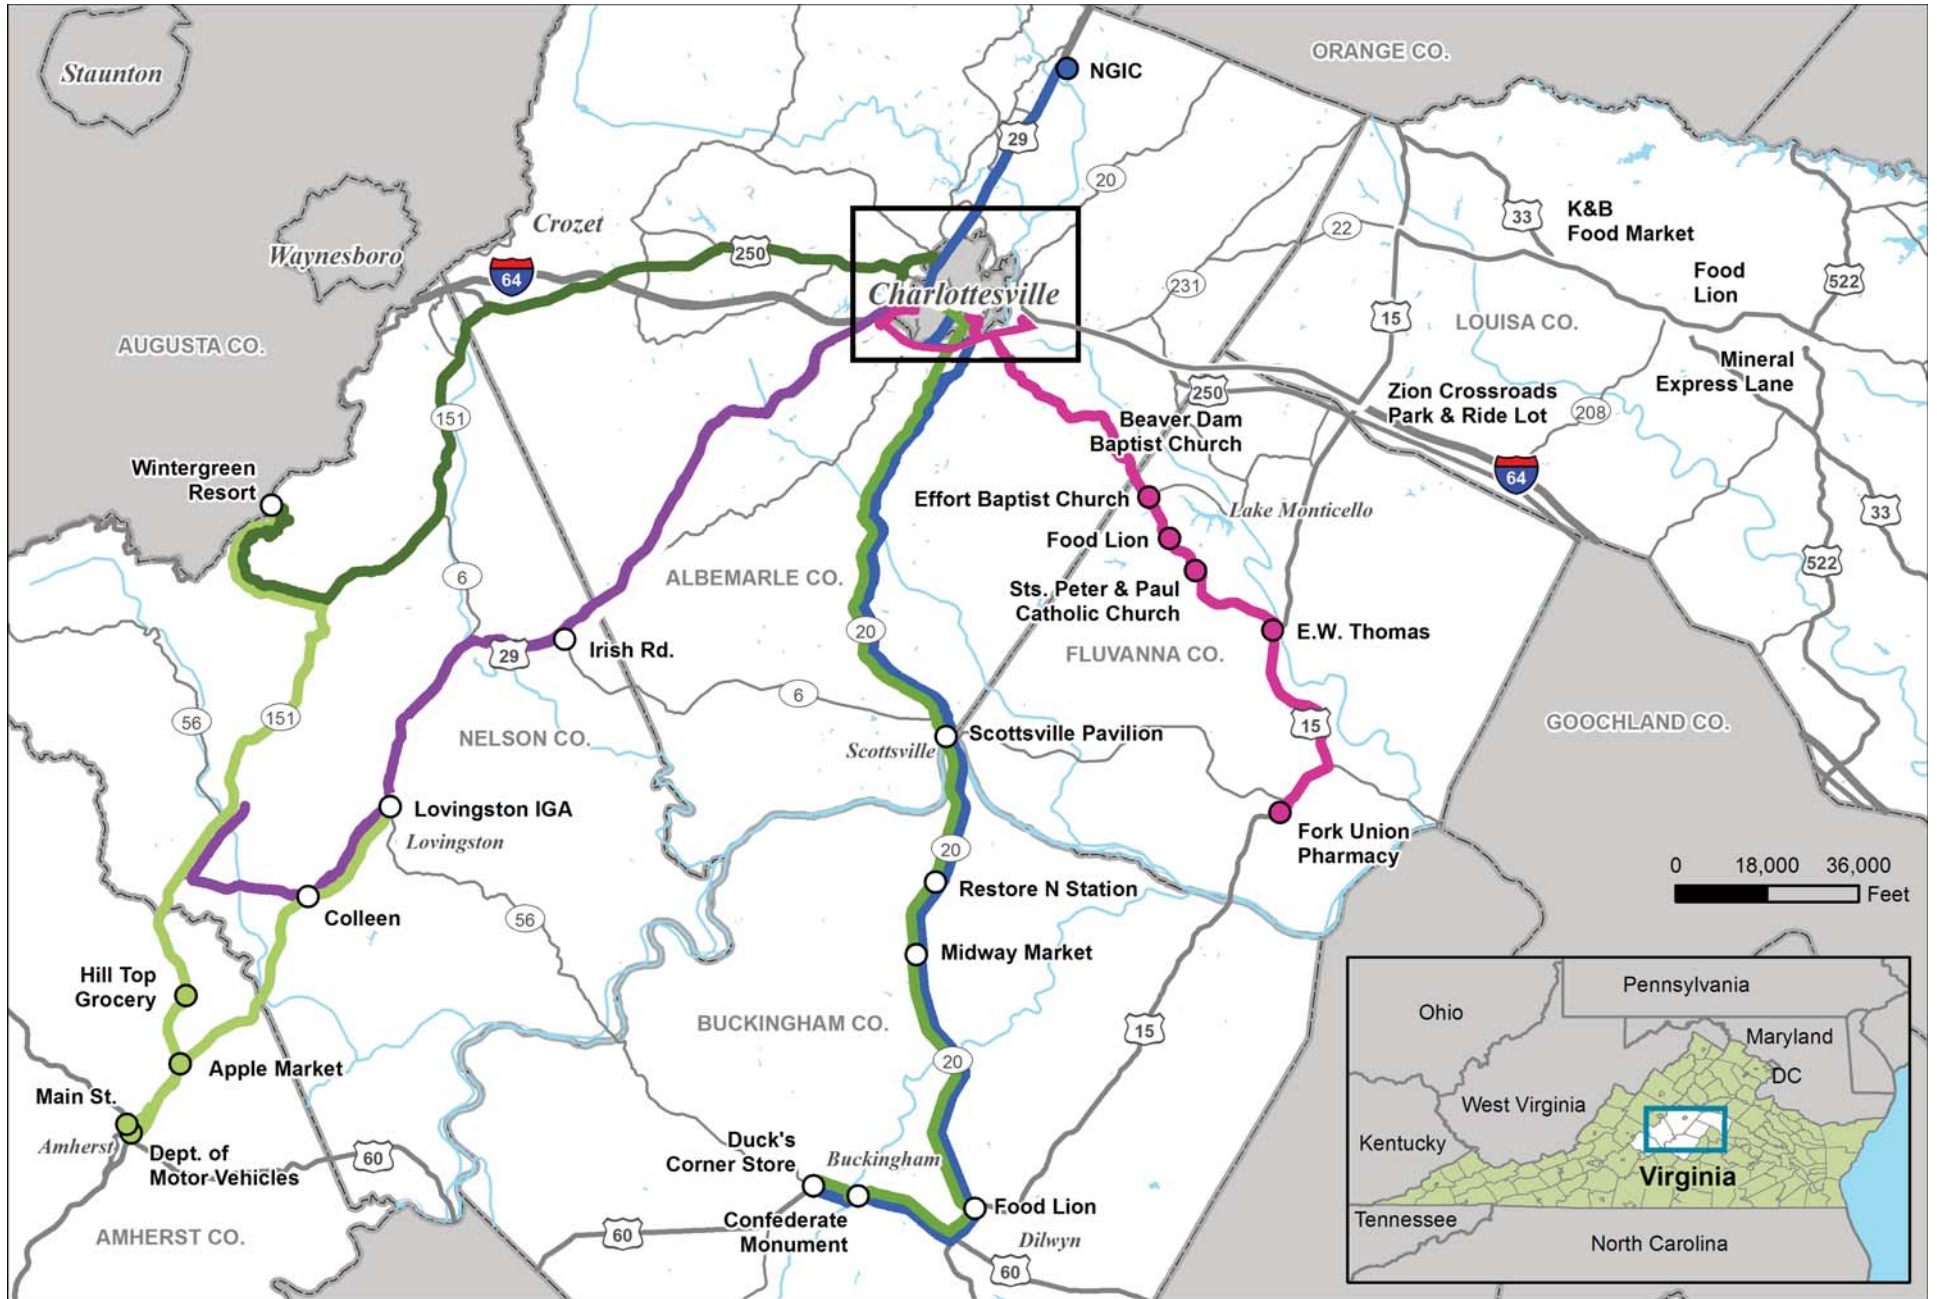 Staunton
ORANGE CO.
NGIC
29
20
Crozet
33
K&B
Food Market
22
250
Waynesboro
64
Food
Lion
522
231
Charlottesville
15
LOUISA CO.
AUGUSTA CO.
Mineral
Express Lane
250
Zion Crossroads
Park & Ride Lot
208
151
Beaver Dam
Baptist Church
Wintergreen
Resort
64
Effort Baptist Church
Lake Monticello
33
Food Lion
522
6
ALBEMARLE CO.
Sts. Peter & Paul
Catholic Church
20
E.W. Thomas
Irish Rd.
29
FLUVANNA CO.
6
56
151
15
GOOCHLAND CO.
NELSON CO.
Scottsville Pavilion
Scottsville
Lovingston IGA
Lovingston
Fork Union
Pharmacy
20
0 18,000 36,000
Feet
Restore N Station
Colleen
56
Midway Market
Hill Top
Grocery
BUCKINGHAM CO.
15
20
Apple Market
Main St.
Amherst
Dept. of
Motor Vehicles
60
Duck's
Corner Store
Buckingham
Confederate
Monument
Food Lion
Dilwyn
60
60
AMHERST CO.
Pennsylvania
Ohio
Maryland
DC
West Virginia
Kentucky
Virginia
Tennessee
North Carolina